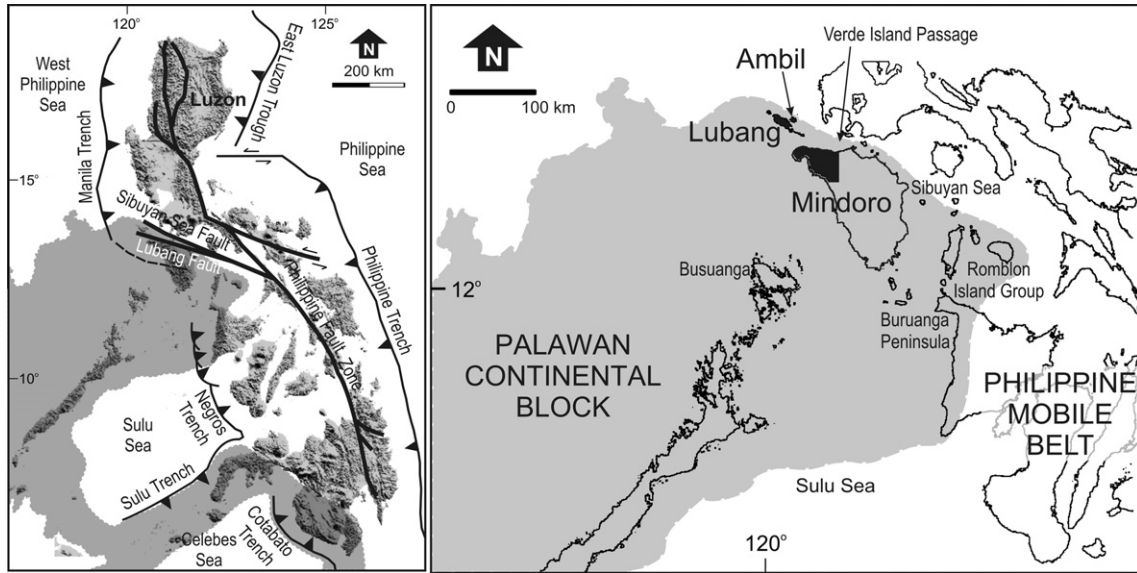 120°
125°
West
Philippine
Sea
N
200 km
East Luzon Trough
Luzon
Manila Trench
Philippine
Sea
15°
Sibuyan Sea Fault
Lubang Fault
Philippine Fault Zone
Philippine Trench
10°
Negros
Trench
Sulu
Sea
Sulu Trench
Celebes
Sea
Cotabato
Trench
N
100 km
Verde Island Passage
Ambil
Lubang
Mindoro
Sibuyan Sea
Busuanga
Romblon
Island Group
12°
Buruanga
Peninsula
PALAWAN
CONTINENTAL
BLOCK
PHILIPPINE
MOBILE
BELT
Sulu Sea
120°